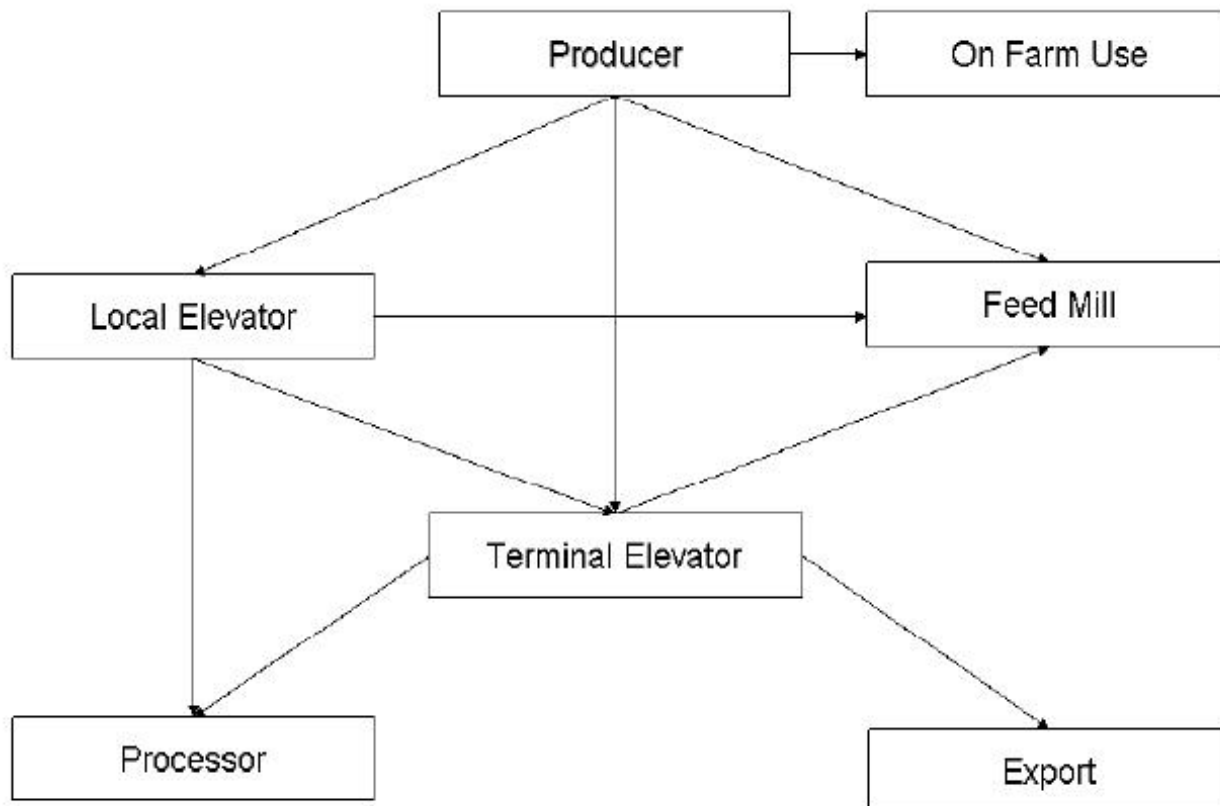 Producer
On Farm Use
Local Elevator
Feed Mill
Terminal Elevator
Processor
Export